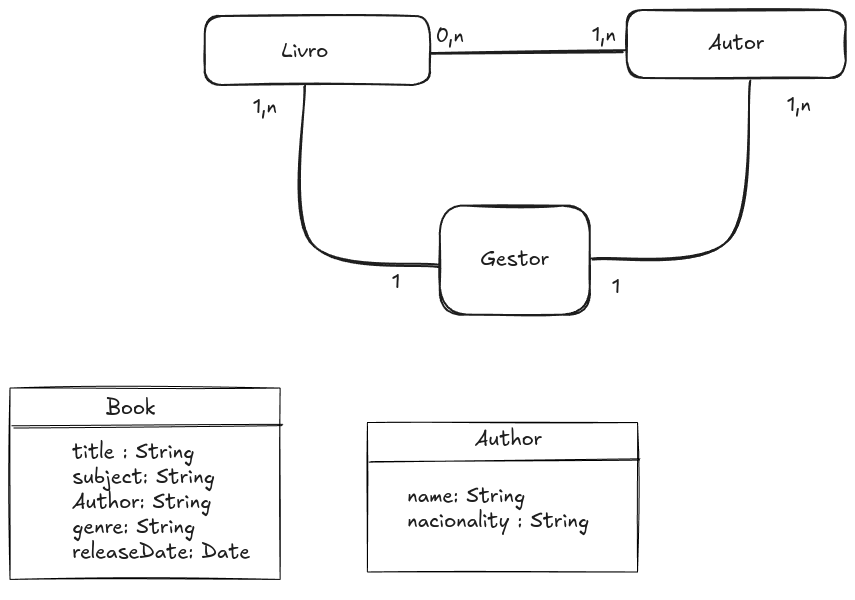 Livro
0,n
1,n
Autor
1,n
1,n
Gestor
1
1
Book
title : String
subject: String
Author: String
genre: String
releaseDate: Date
Author
name: String
nacionality : String